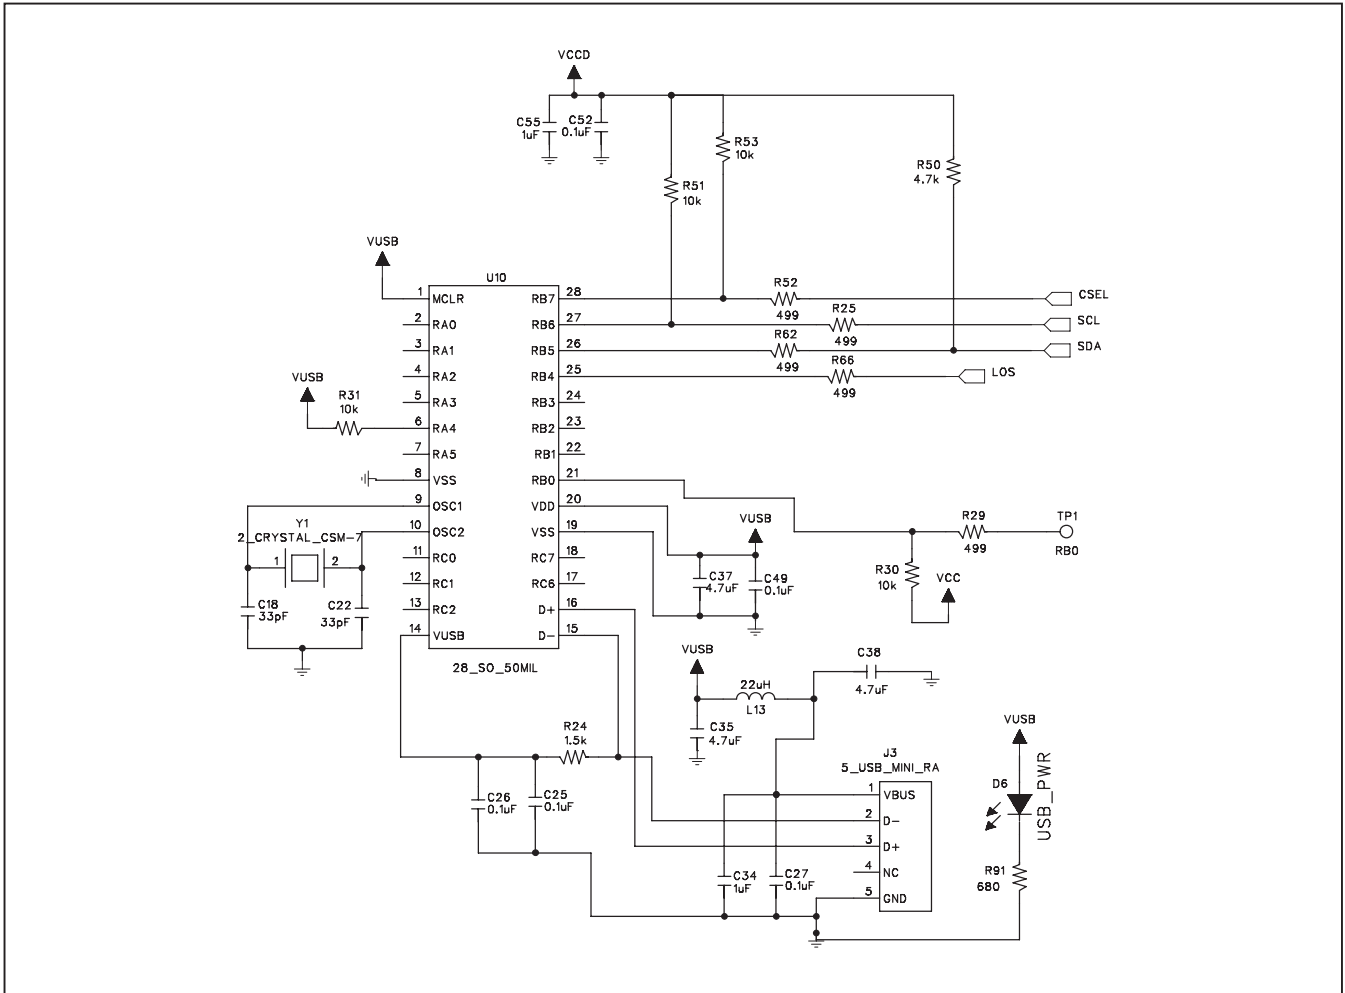 VCCD
C55
1uF
C52
0.1uF
R53
10k
R51
10k
R50
4.7k
VUSB
U10
1 MCLR
2 RA0
3 RA1
4 RA2
5 RA3
6 RA4
7 RA5
8 VSS
9 OSC1
10 OSC2
11 RC0
12 RC1
13 RC2
14 VUSB
RB7 28
RB6 27
RB5 26
RB4 25
RB3 24
RB2 23
RB1 22
RB0 21
VDD 20
VSS 19
RC7 18
RC6 17
D+ 16
D- 15
28_SO_50MIL
R52
499
CSEL
R25
499
SCL
R62
499
SDA
R66
499
LOS
VUSB
R31
10k
Y1
2_CRYSTAL_CSM-7
1 2
C18
33pF
C22
33pF
VUSB
C37
4.7uF
C49
0.1uF
R29
499
TP1
RB0
R30
10k
VCC
VUSB
22uH
L13
C38
4.7uF
C35
4.7uF
R24
1.5k
C26
0.1uF
C25
0.1uF
J3
5_USB_MINI_RA
1 VBUS
2 D-
3 D+
4 NC
5 GND
C34
1uF
C27
0.1uF
VUSB
D6
USB_PWR
R91
680